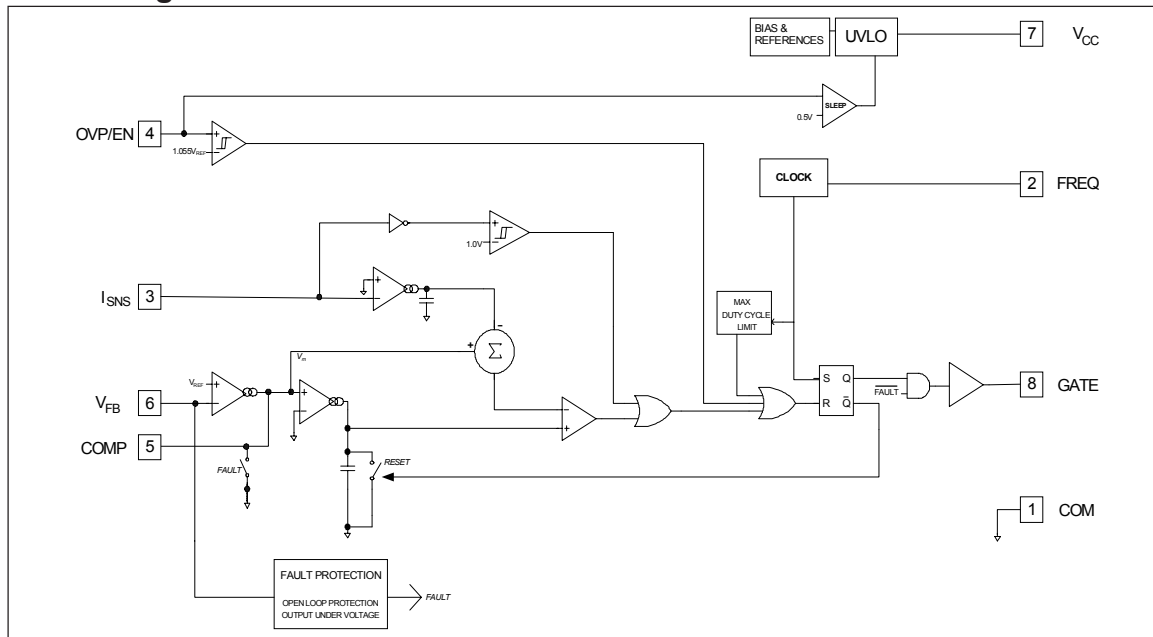 BIAS &
REFERENCES
UVLO
7
VCC
SLEEP
0.5V
OVP/EN
4
+
-
1.055VREF
CLOCK
2
FREQ
+
-
1.0V
ISNS
3
+
-
MAX
DUTY CYCLE
LIMIT
-
+
Σ
Vm
S
Q
R
Q̅
FAULT
8
GATE
VREF
+
-
VFB
6
+
-
-
+
COMP
5
FAULT
RESET
1
COM
FAULT PROTECTION
OPEN LOOP PROTECTION
OUTPUT UNDER VOLTAGE
FAULT